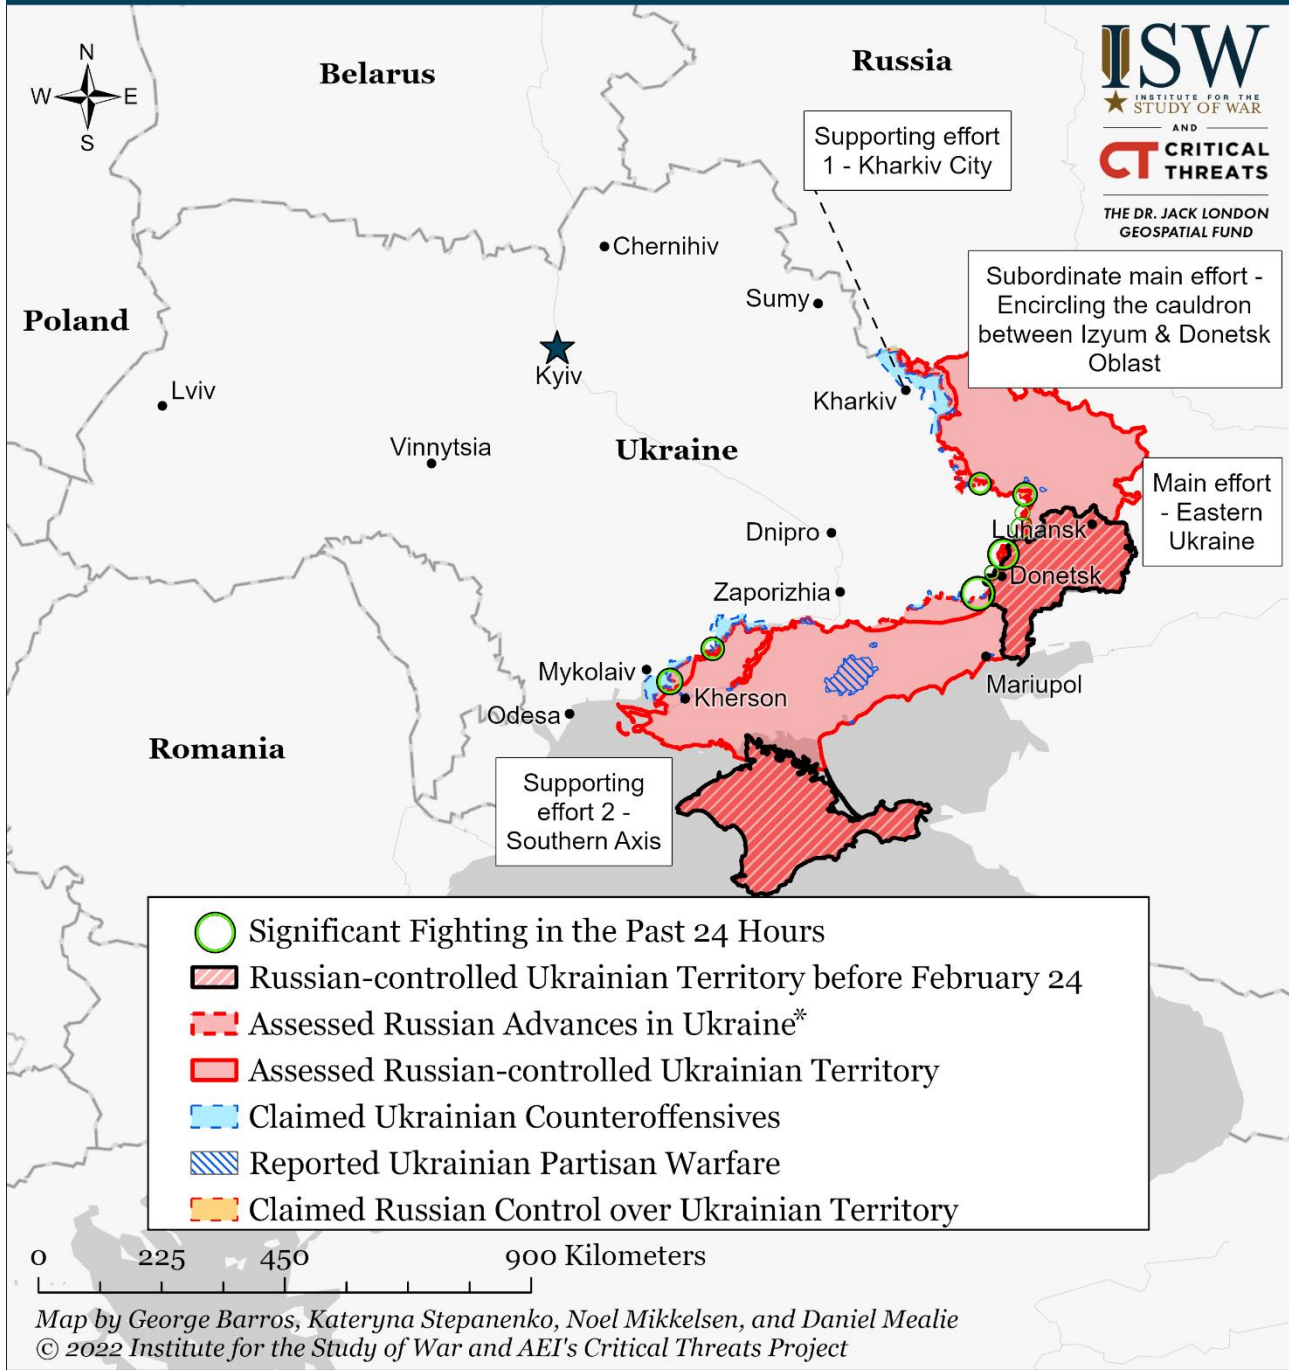 N
W E
S
Belarus
Russia
ISW
INSTITUTE FOR THE
STUDY OF WAR
AND
CT CRITICAL
THREATS
THE DR. JACK LONDON
GEOSPATIAL FUND
Supporting effort
1 - Kharkiv City
Chernihiv
Sumy
Subordinate main effort -
Encircling the cauldron
between Izyum & Donetsk
Oblast
Poland
Kyiv
Lviv
Kharkiv
Vinnytsia
Ukraine
Main effort
- Eastern
Ukraine
Dnipro
Luhansk
Donetsk
Zaporizhia
Mykolaiv
Mariupol
Kherson
Odesa
Romania
Supporting
effort 2 -
Southern Axis
Significant Fighting in the Past 24 Hours
Russian-controlled Ukrainian Territory before February 24
Assessed Russian Advances in Ukraine*
Assessed Russian-controlled Ukrainian Territory
Claimed Ukrainian Counteroffensives
Reported Ukrainian Partisan Warfare
Claimed Russian Control over Ukrainian Territory
0 225 450 900 Kilometers
Map by George Barros, Kateryna Stepanenko, Noel Mikkelsen, and Daniel Mealie
© 2022 Institute for the Study of War and AEI's Critical Threats Project